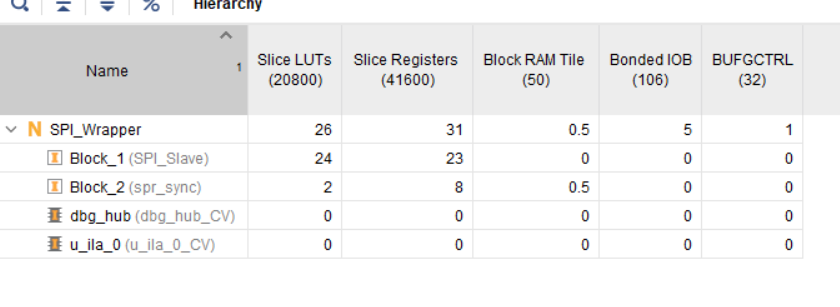 Hierarchy
Name 1 Slice LUTs (20800) Slice Registers (41600) Block RAM Tile (50) Bonded IOB (106) BUFGCTRL (32)
N SPI_Wrapper 26 31 0.5 5 1
I Block_1 (SPI_Slave) 24 23 0 0 0
I Block_2 (spr_sync) 2 8 0.5 0 0
dbg_hub (dbg_hub_CV) 0 0 0 0 0
u_ila_0 (u_ila_0_CV) 0 0 0 0 0